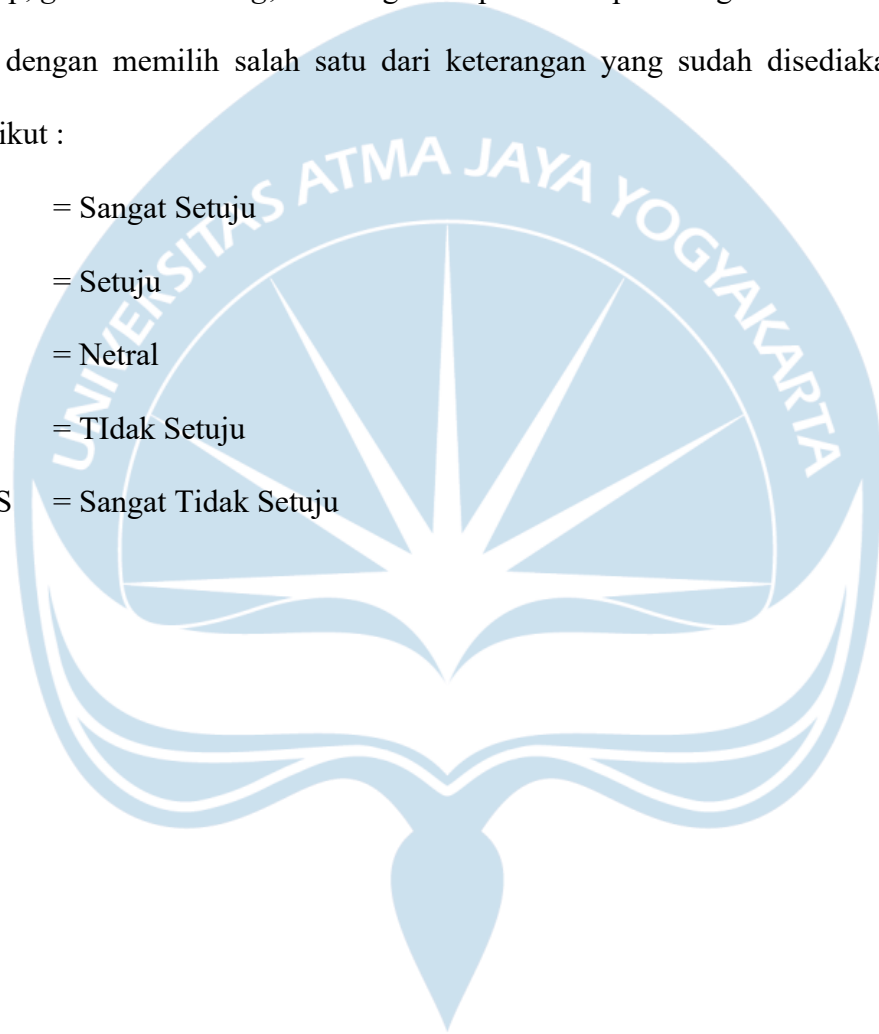 dengan memilih salah satu dari keterangan yang sudah
ikut :
UNIVERSITAS ATMA JAYA YOGYAKARTA
= Sangat Setuju
= Setuju
= Netral
= TIdak Setuju
S = Sangat Tidak Setuju